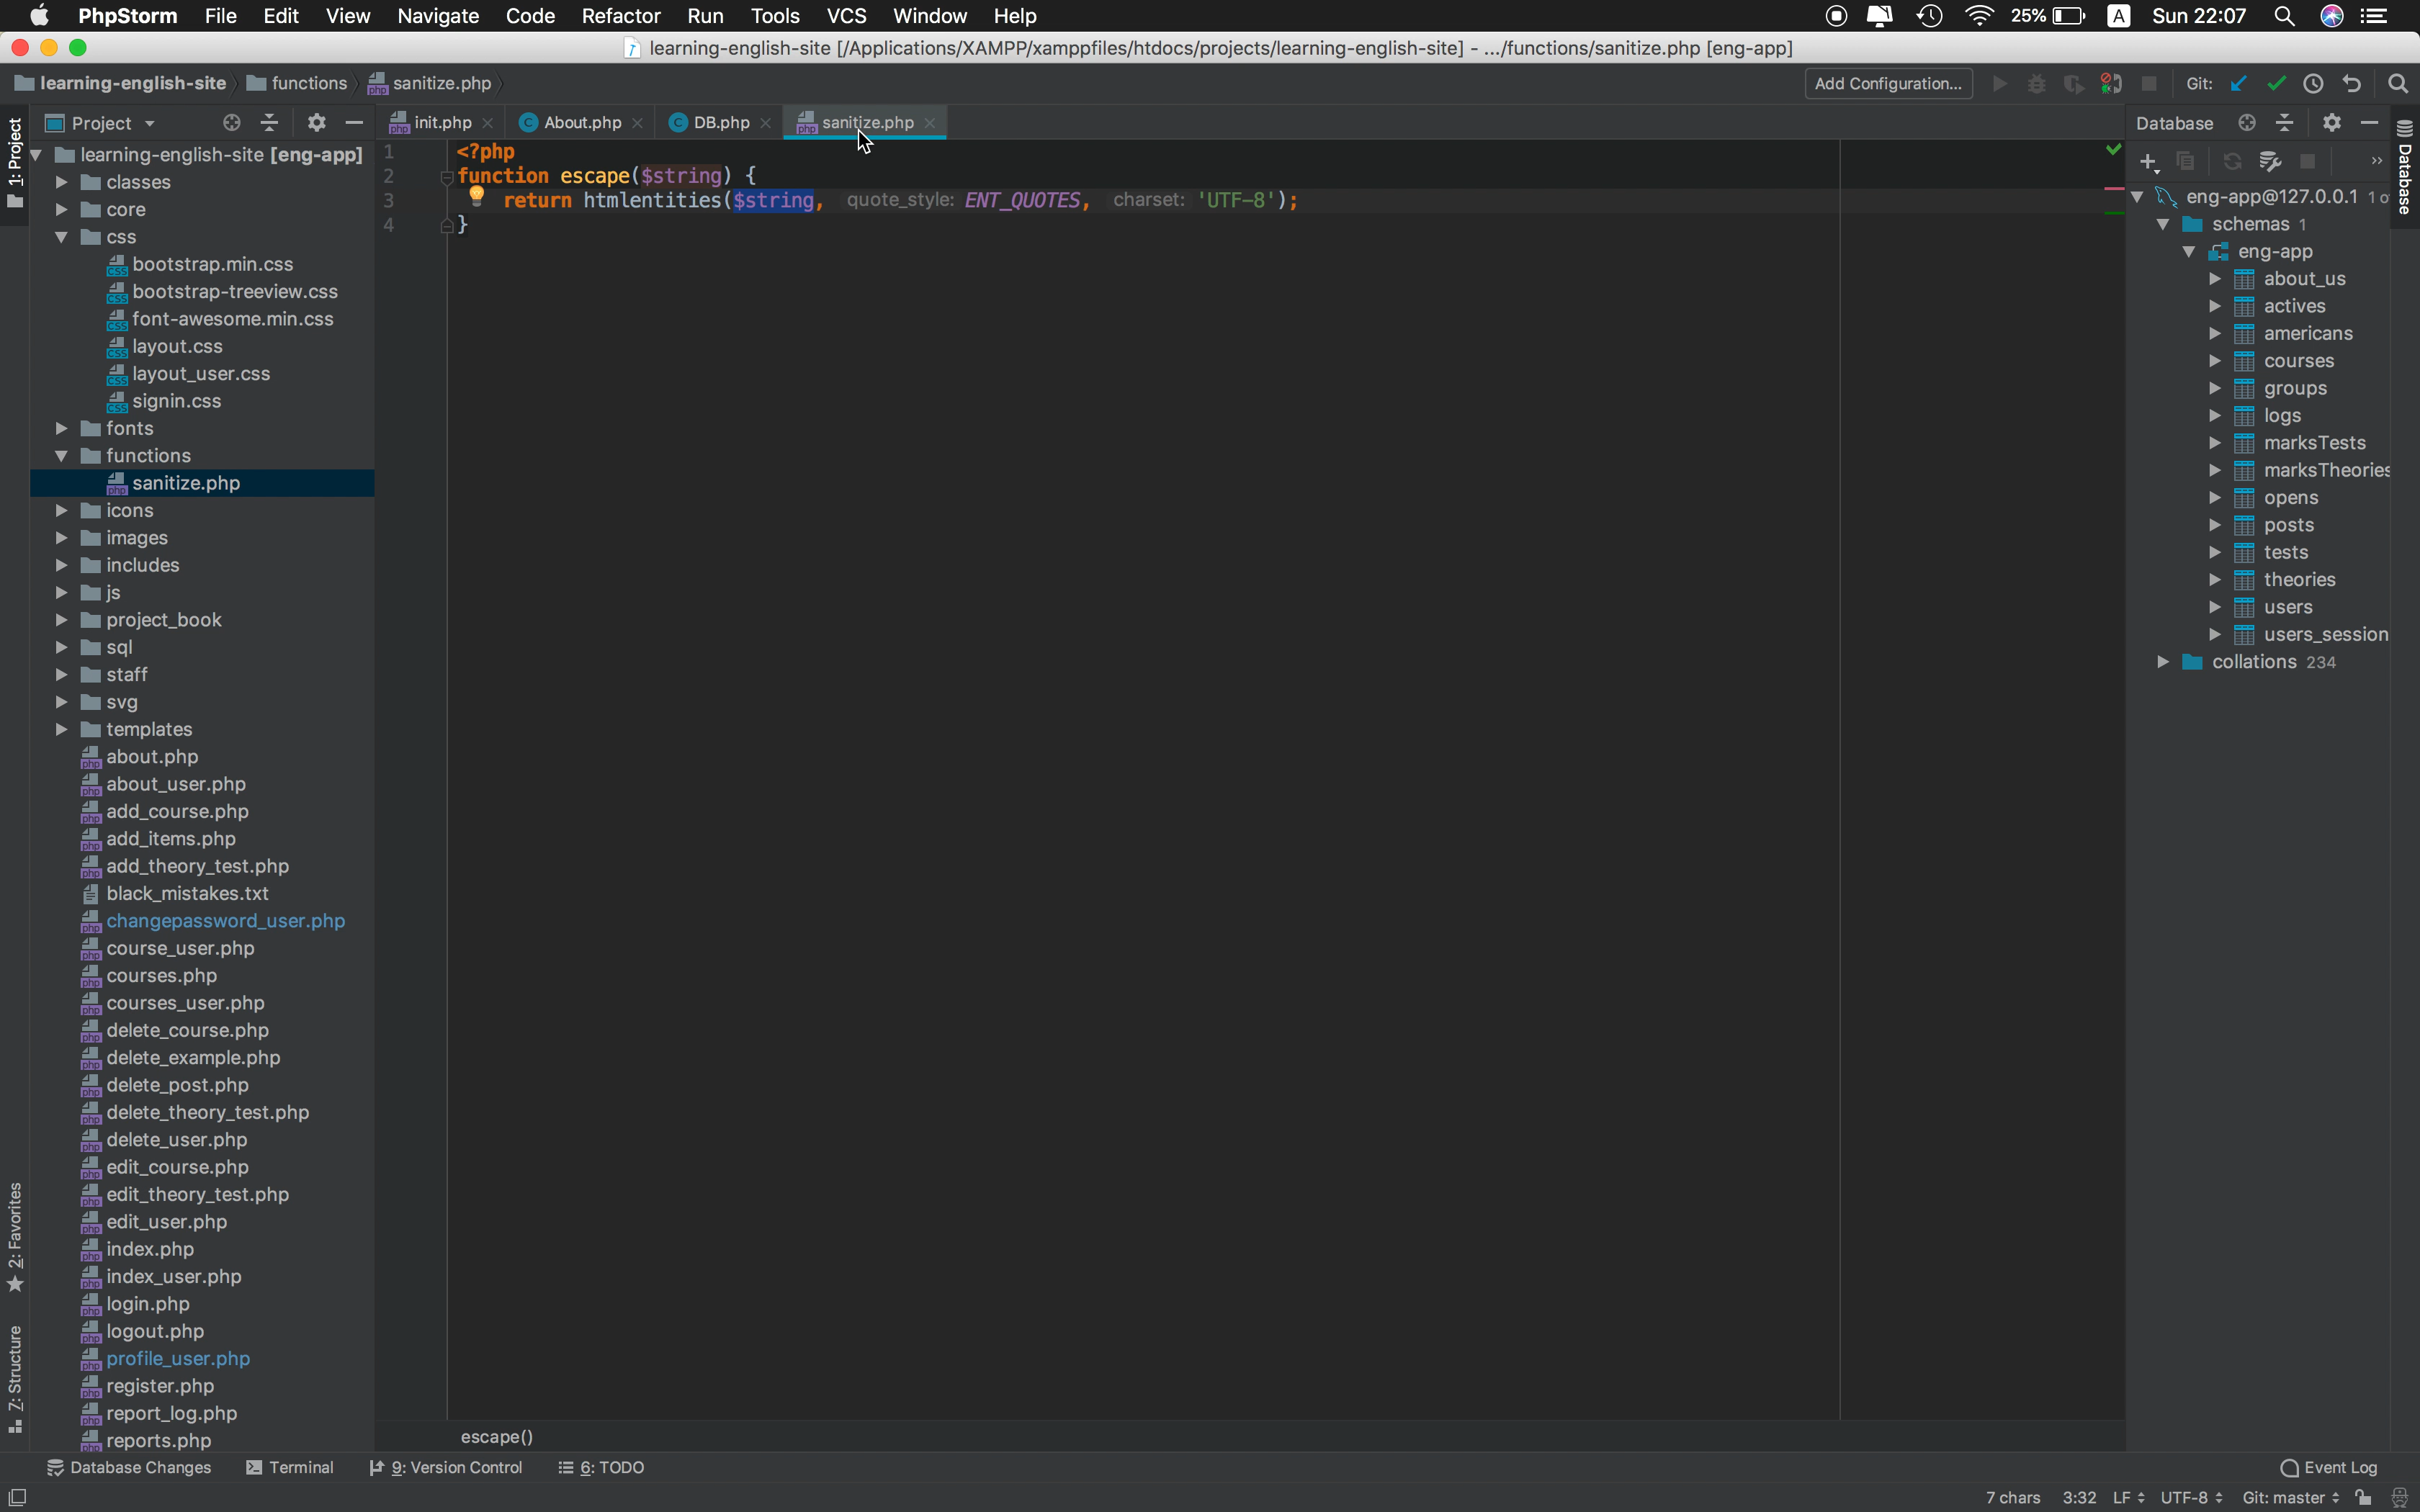 PhpStorm File Edit View Navigate Code Refactor Run Tools VCS Window Help 25% A Sun 22:07
learning-english-site [/Applications/XAMPP/xamppfiles/htdocs/projects/learning-english-site] - .../functions/sanitize.php [eng-app]
learning-english-site functions sanitize.php Add Configuration... Git:
1: Project
Project
learning-english-site [eng-app]
classes
core
css
bootstrap.min.css
bootstrap-treeview.css
font-awesome.min.css
layout.css
layout_user.css
signin.css
fonts
functions
sanitize.php
icons
images
includes
js
project_book
sql
staff
svg
templates
about.php
about_user.php
add_course.php
add_items.php
add_theory_test.php
black_mistakes.txt
changepassword_user.php
course_user.php
courses.php
courses_user.php
delete_course.php
delete_example.php
delete_post.php
delete_theory_test.php
delete_user.php
edit_course.php
edit_theory_test.php
edit_user.php
index.php
index_user.php
login.php
logout.php
profile_user.php
register.php
report_log.php
reports.php
2: Favorites
7: Structure
init.php About.php DB.php sanitize.php
1 <?php
2 function escape($string) {
3 return htmlentities($string, quote_style: ENT_QUOTES, charset: 'UTF-8');
4 }
escape()
Database
Database
eng-app@127.0.0.1 1 o
schemas 1
eng-app
about_us
actives
americans
courses
groups
logs
marksTests
marksTheories
opens
posts
tests
theories
users
users_session
collations 234
Database Changes Terminal 9: Version Control 6: TODO Event Log
7 chars 3:32 LF UTF-8 Git: master